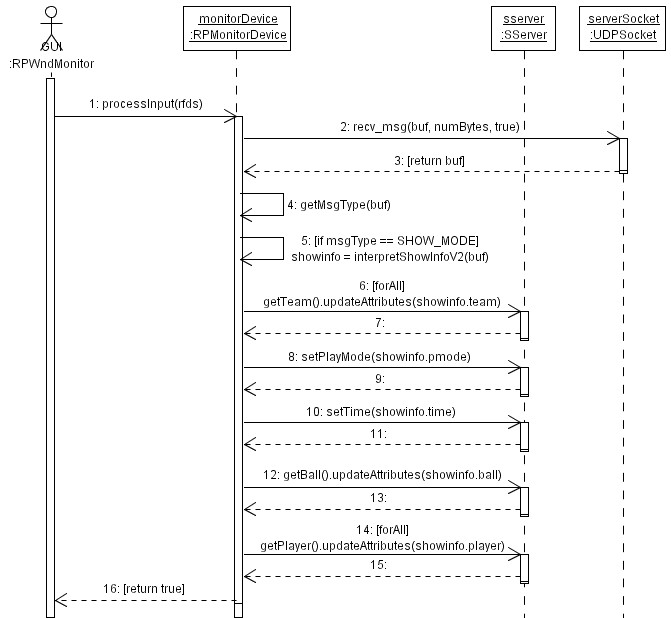 GUI
:RPWndMonitor
monitorDevice
:RPMonitorDevice
sserver
:SServer
serverSocket
:UDPSocket
1: processInput(rfds)
2: recv_msg(buf, numBytes, true)
3: [return buf]
4: getMsgType(buf)
5: [if msgType == SHOW_MODE]
showinfo = interpretShowInfoV2(buf)
6: [forAll]
getTeam().updateAttributes(showinfo.team)
7:
8: setPlayMode(showinfo.pmode)
9:
10: setTime(showinfo.time)
11:
12: getBall().updateAttributes(showinfo.ball)
13:
14: [forAll]
getPlayer().updateAttributes(showinfo.player)
15:
16: [return true]